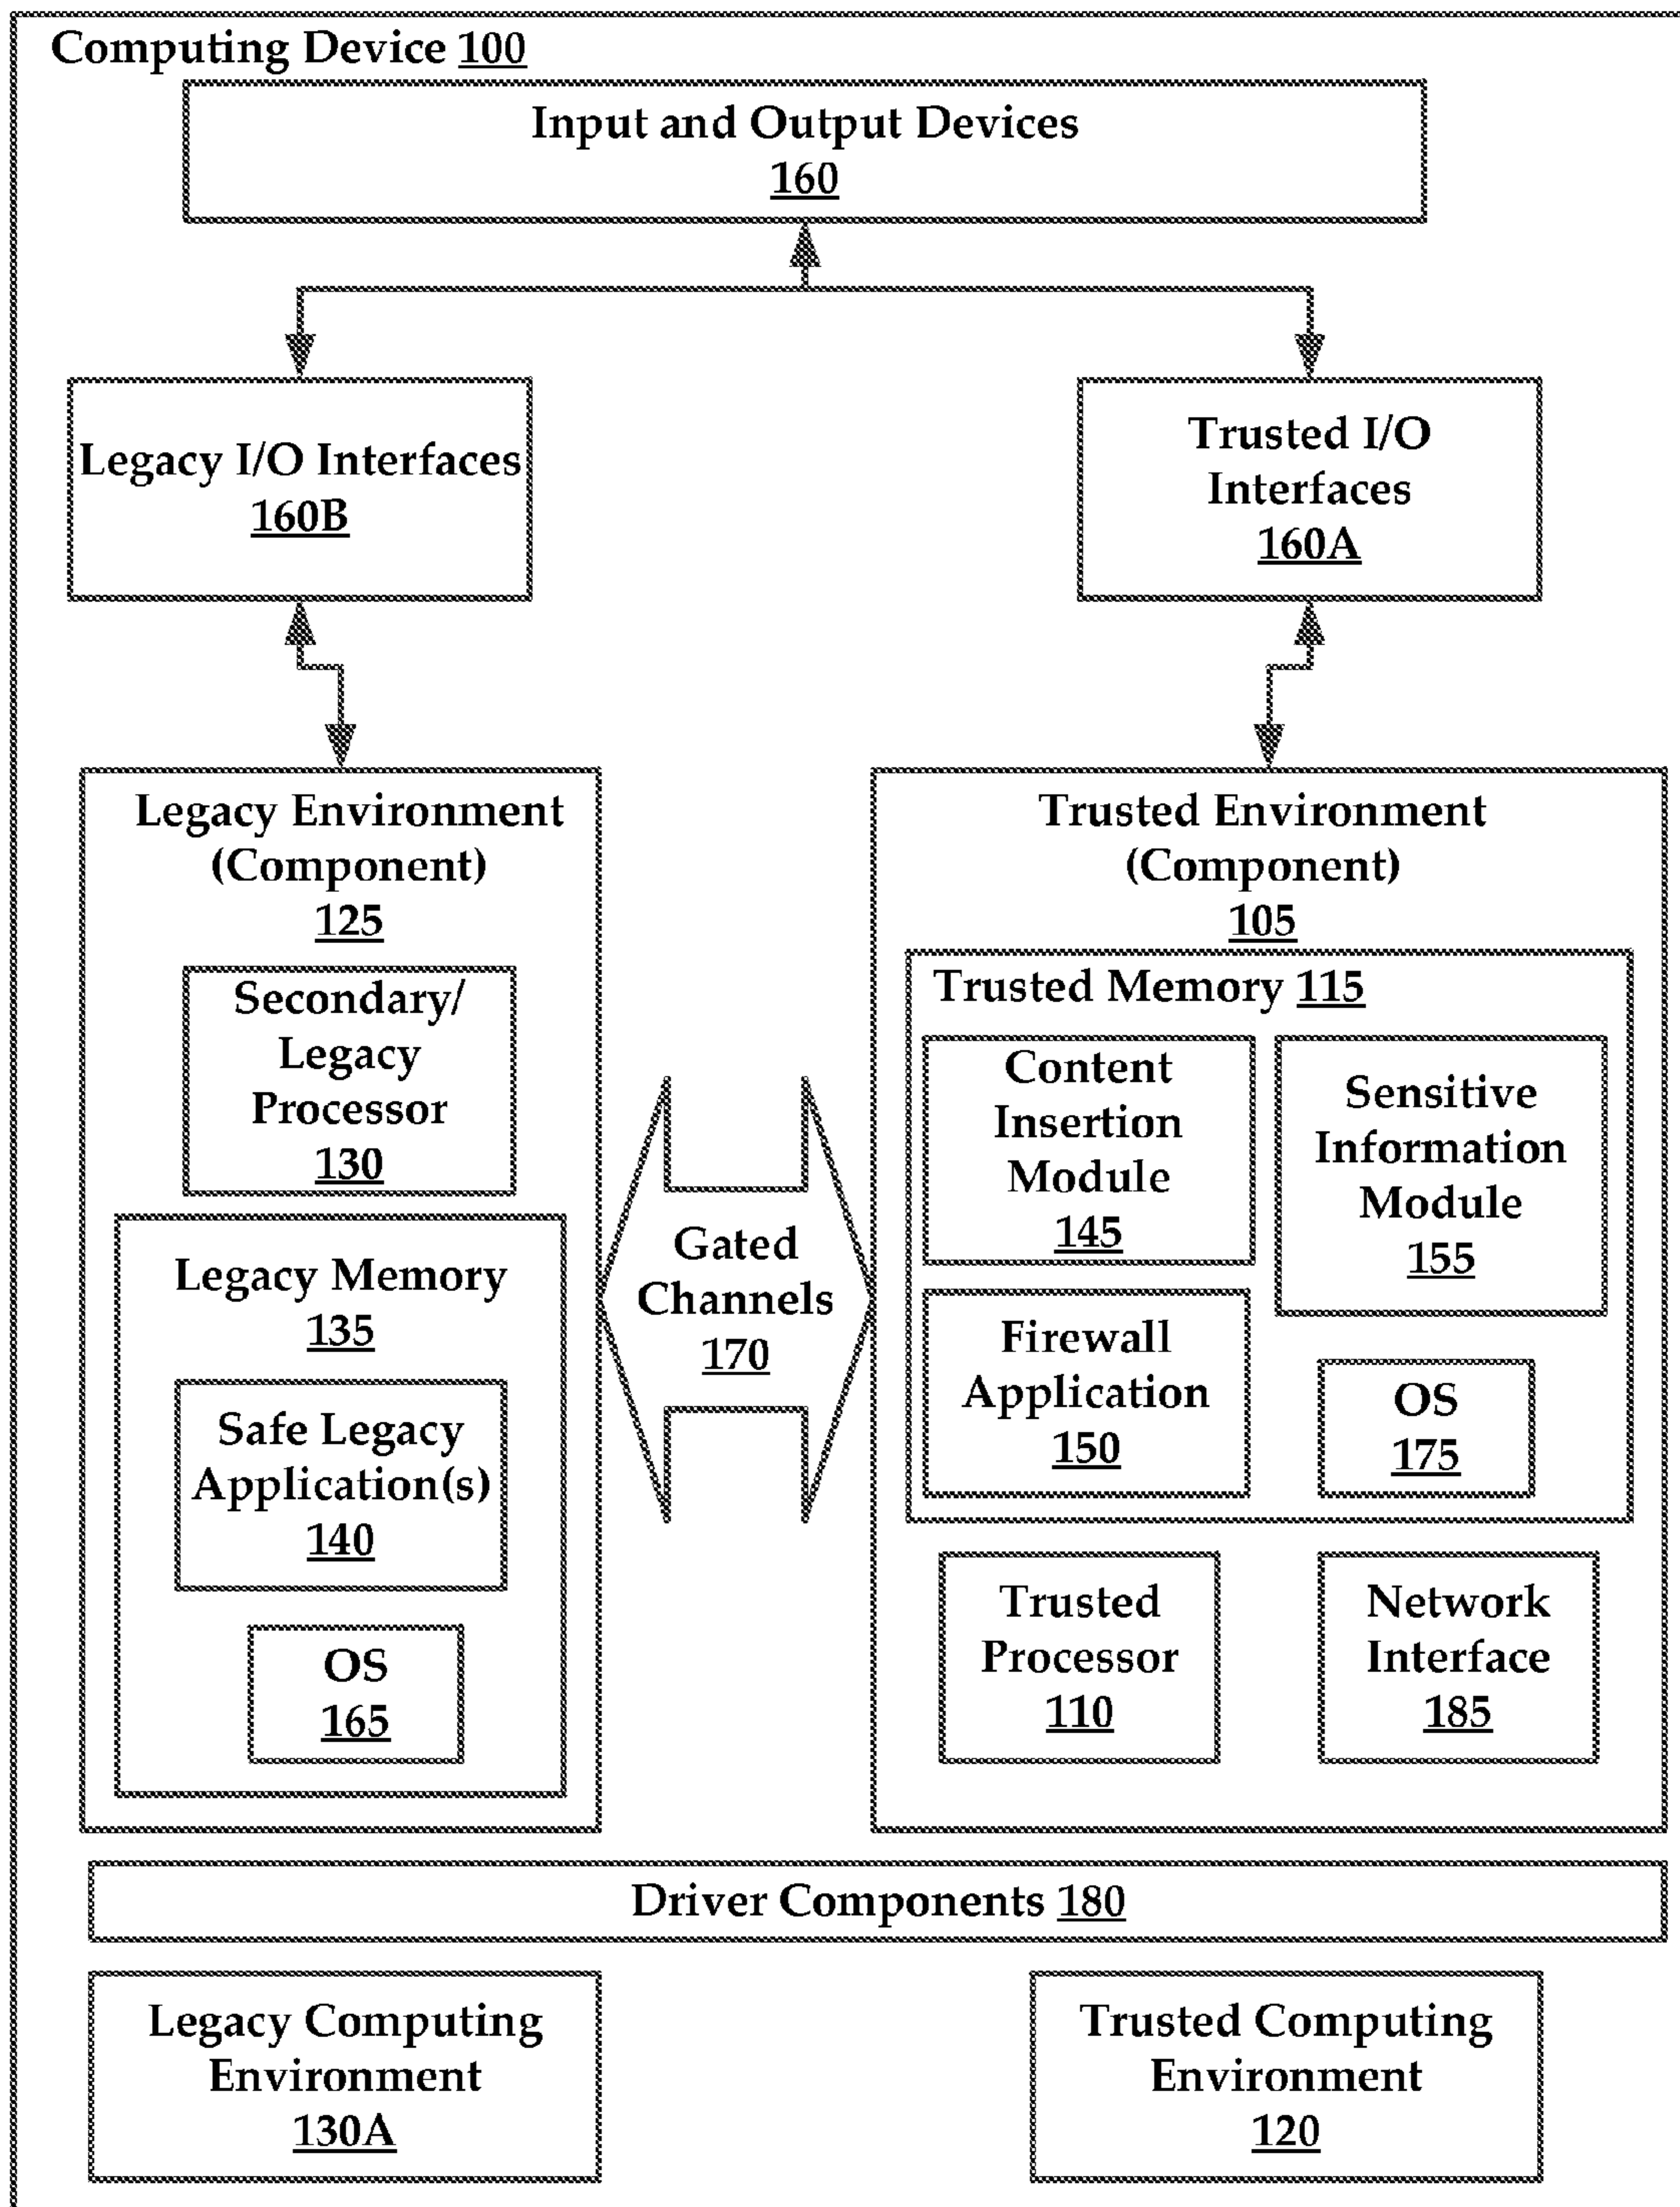 Computing Device 100
Input and Output Devices
160
Legacy I/O Interfaces
160B
Trusted I/O
Interfaces
160A
Legacy Environment
(Component)
125
Secondary/
Legacy
Processor
130
Legacy Memory
135
Safe Legacy
Application(s)
140
OS
165
Gated
Channels
170
Trusted Environment
(Component)
105
Trusted Memory 115
Content
Insertion
Module
145
Sensitive
Information
Module
155
Firewall
Application
150
OS
175
Trusted
Processor
110
Network
Interface
185
Driver Components 180
Legacy Computing
Environment
130A
Trusted Computing
Environment
120